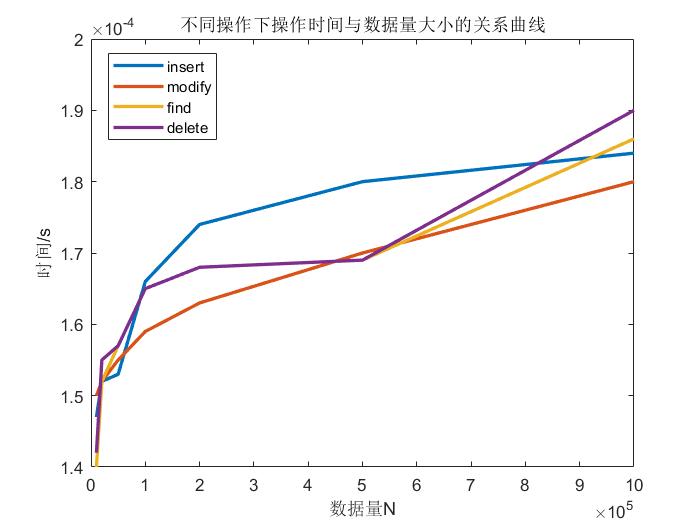 不同操作下操作时间与数据量大小的关系曲线
×10⁻⁴
2
1.9
1.8
1.7
1.6
1.5
1.4
时间/s
insert
modify
find
delete
0 1 2 3 4 5 6 7 8 9 10
数据量N
×10⁵